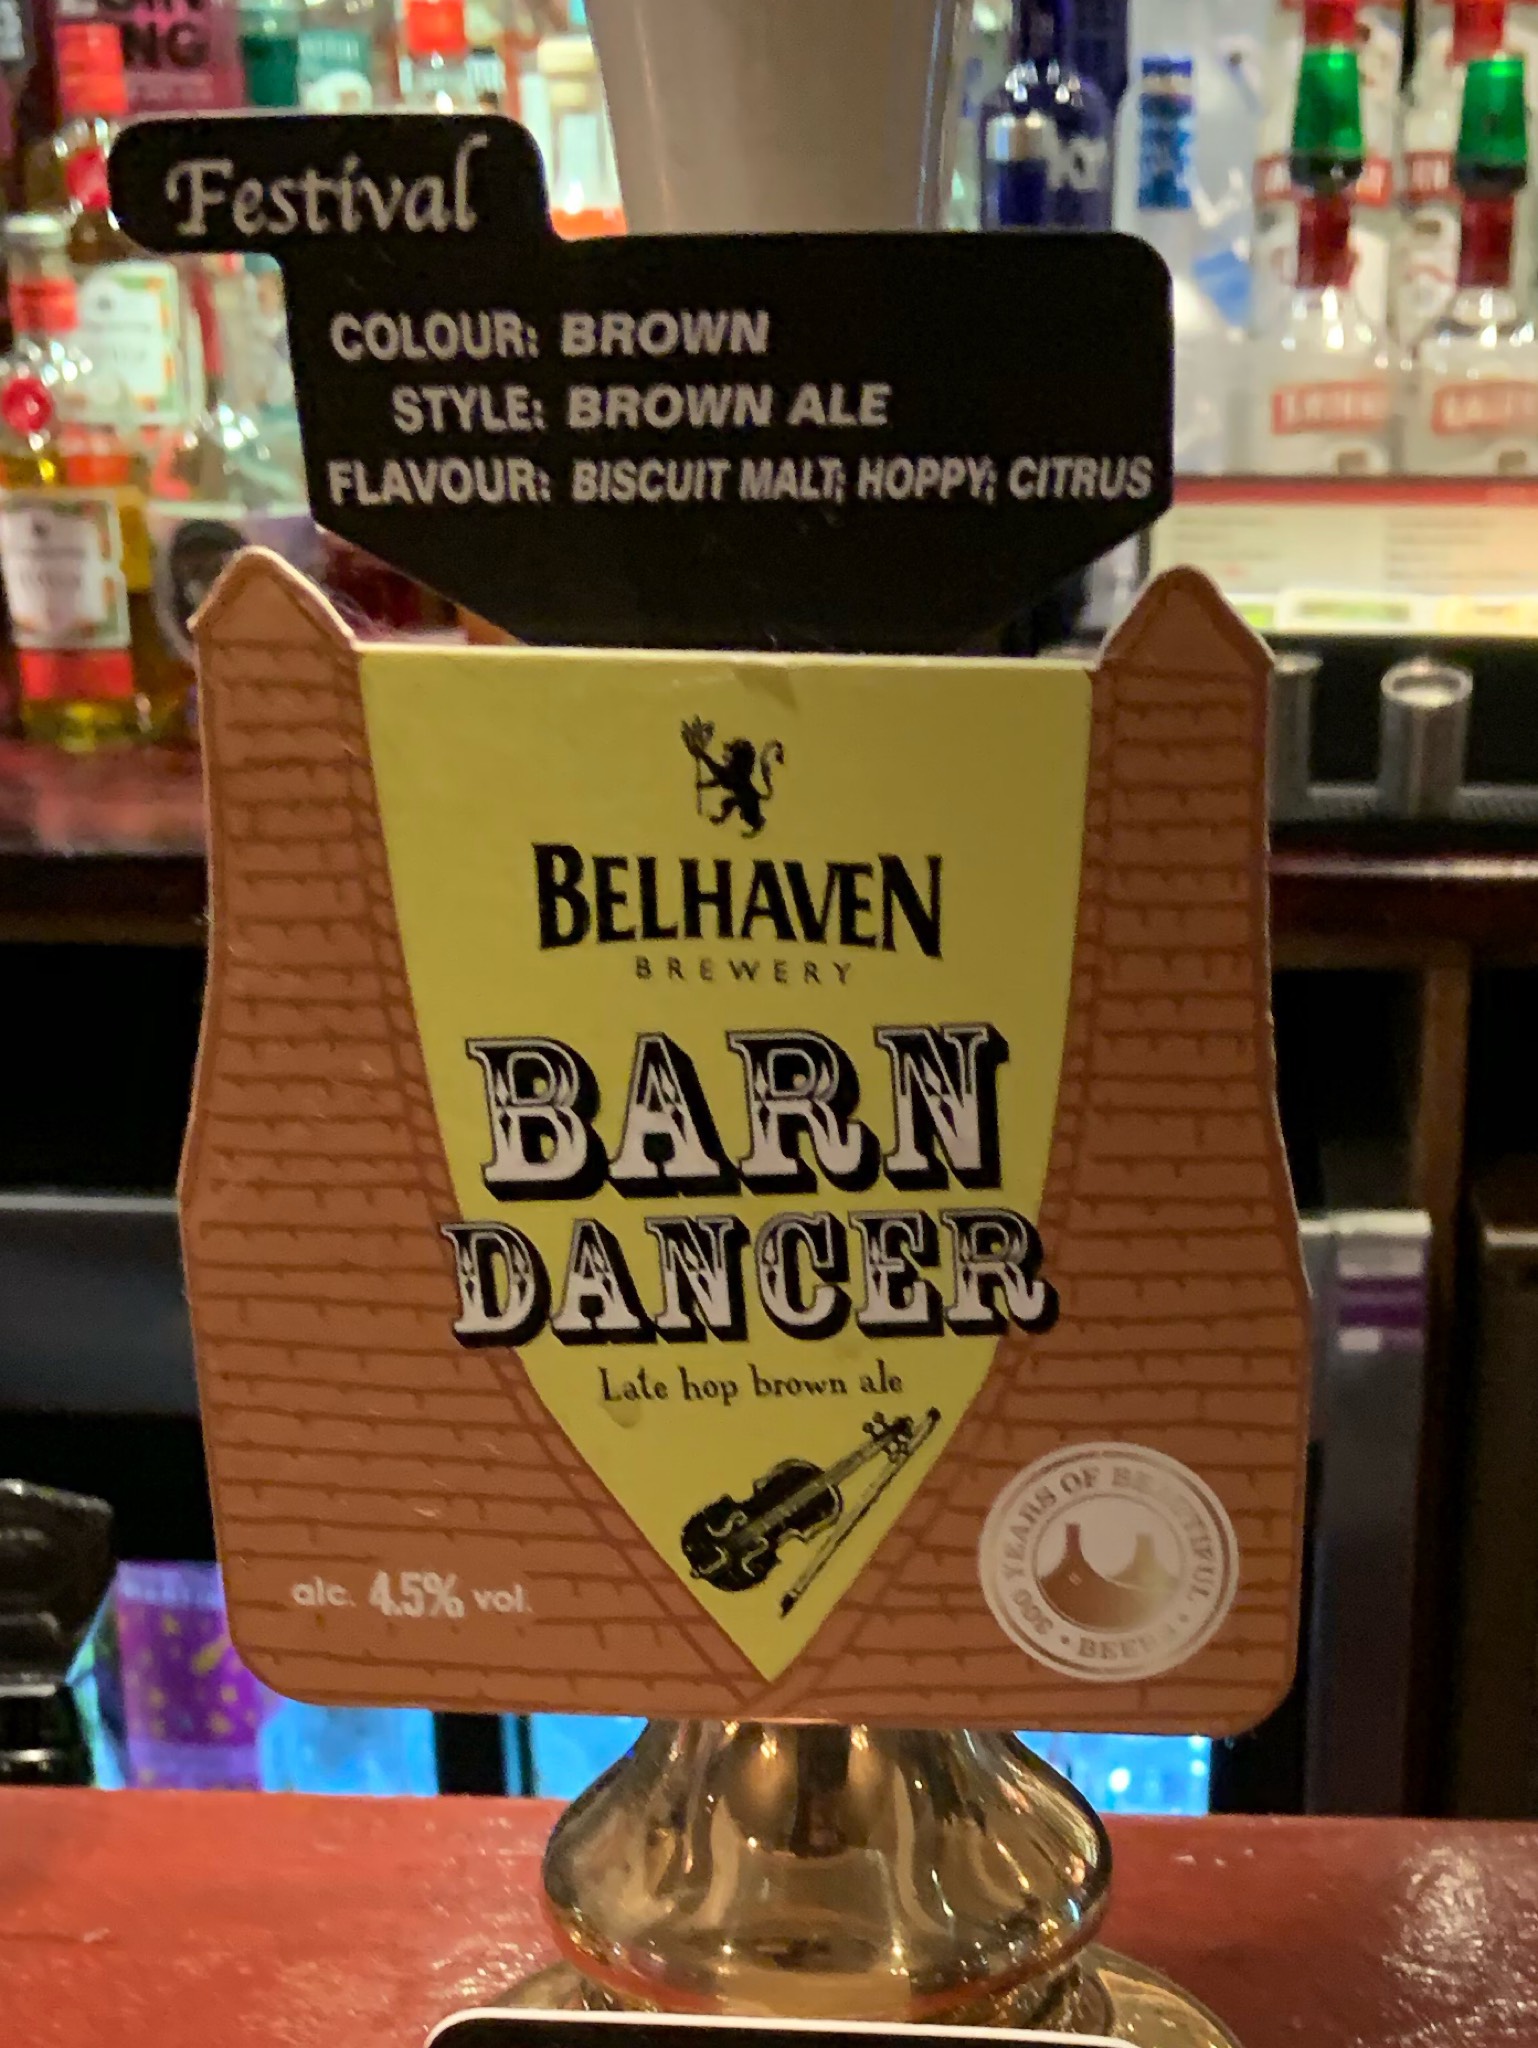 Festival
COLOUR: BROWN
STYLE: BROWN ALE
FLAVOUR: BISCUIT MALT; HOPPY; CITRUS
BELHAVEN
BREWERY
BARN
DANCER
Late hop brown ale
alc. 4.5% vol.
300 YEARS OF BEAUTIFUL • BEERS •